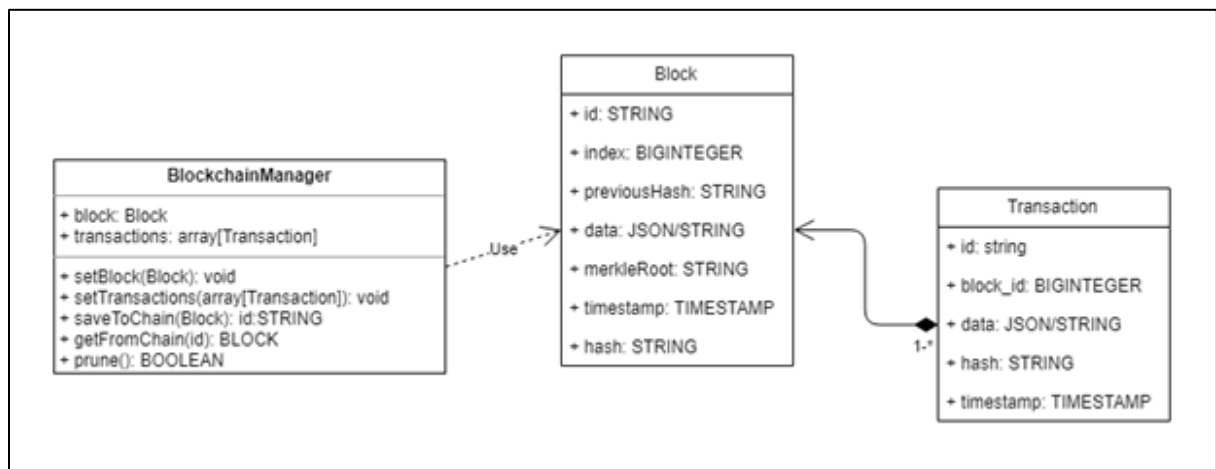 BlockchainManager
+ block: Block
+ transactions: array[Transaction]
+ setBlock(Block): void
+ setTransactions(array[Transaction]): void
+ saveToChain(Block): id:STRING
+ getFromChain(id): BLOCK
+ prune(): BOOLEAN
Use
Block
+ id: STRING
+ index: BIGINTEGER
+ previousHash: STRING
+ data: JSON/STRING
+ merkleRoot: STRING
+ timestamp: TIMESTAMP
+ hash: STRING
1-*
Transaction
+ id: string
+ block_id: BIGINTEGER
+ data: JSON/STRING
+ hash: STRING
+ timestamp: TIMESTAMP